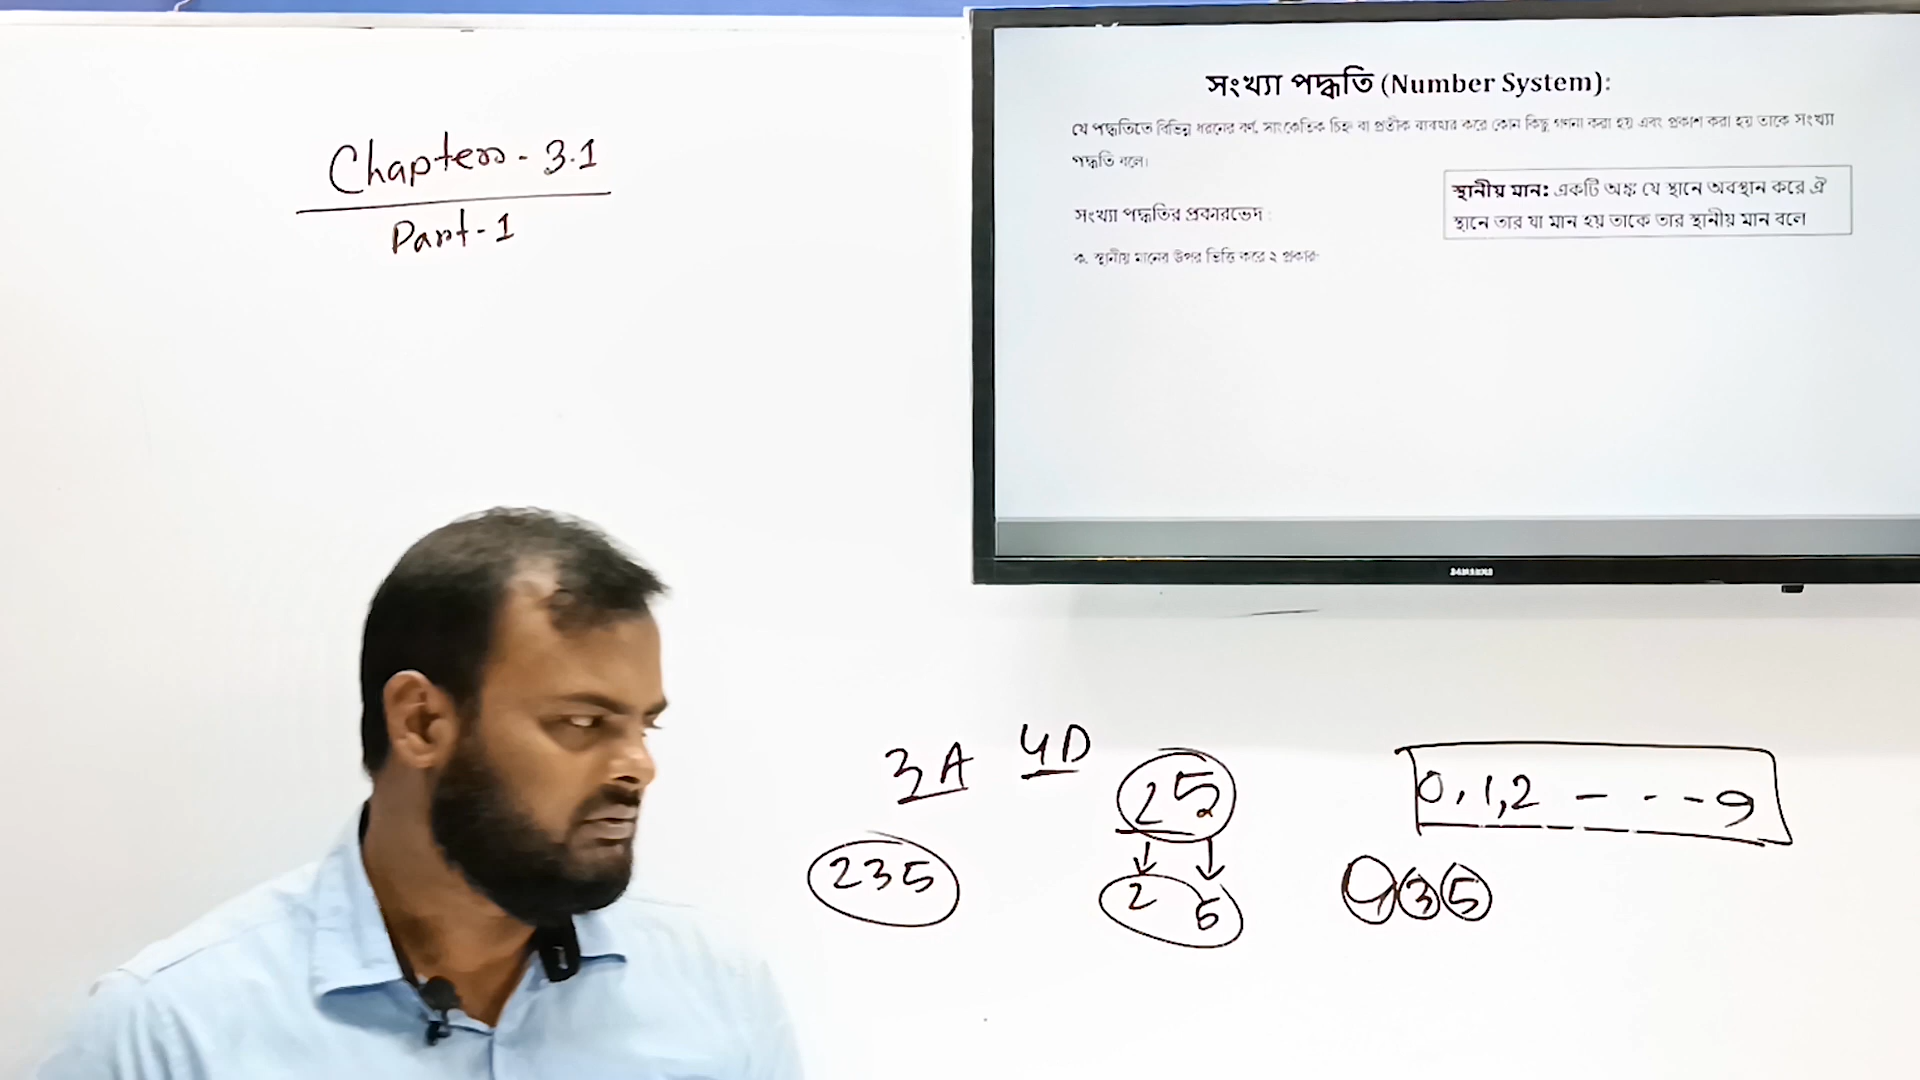 Chapter - 3.1
Part - 1
সংখ্যা পদ্ধতি (Number System):
যে পদ্ধতিতে বিভিন্ন ধরনের বর্ণ, সাংকেতিক চিহ্ন বা প্রতীক ব্যবহার করে কোন কিছু গণনা করা হয় এবং প্রকাশ করা হয় তাকে সংখ্যা
পদ্ধতি বলে।
স্থানীয় মান: একটি অঙ্ক যে স্থানে অবস্থান করে ঐ
স্থানে তার যা মান হয় তাকে তার স্থানীয় মান বলে
সংখ্যা পদ্ধতির প্রকারভেদ :
ক. স্থানীয় মানের উপর ভিত্তি করে ২ প্রকার-
SAMSUNG
3A 4D 25 0, 1, 2 - - - 9
235 2 5 935